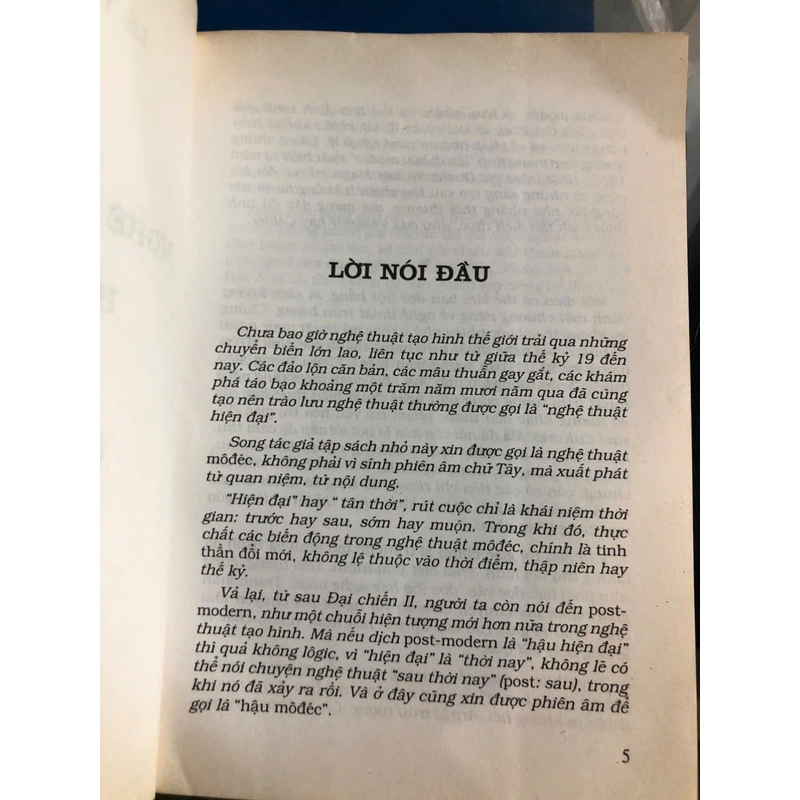 LỜI NÓI ĐẦU
Chưa bao giờ nghệ thuật tạo hình thế giới trải qua những
chuyển biến lớn lao, liên tục như từ giữa thế kỷ 19 đến
nay. Các đảo lộn căn bản, các mâu thuẫn gay gắt, các khám
phá táo bạo khoảng một trăm năm mươi năm qua đã cùng
tạo nên trào lưu nghệ thuật thường được gọi là “nghệ thuật
hiện đại”.
Song tác giả tập sách nhỏ này xin được gọi là nghệ thuật
môđéc, không phải vì sính phiên âm chữ Tây, mà xuất phát
từ quan niệm, từ nội dung.
“Hiện đại” hay “ tân thời”, rút cuộc chỉ là khái niệm thời
gian: trước hay sau, sớm hay muộn. Trong khi đó, thực
chất các biến động trong nghệ thuật môđéc, chính là tinh
thần đổi mới, không lệ thuộc vào thời điểm, thập niên hay
thế kỷ.
Vả lại, từ sau Đại chiến II, người ta còn nói đến post-
modern, như một chuỗi hiện tượng mới hơn nữa trong nghệ
thuật tạo hình. Mà nếu dịch post-modern là “hậu hiện đại”
thì quả không lôgic, vì “hiện đại” là “thời nay”, không lẽ có
thể nói chuyện nghệ thuật “sau thời nay” (post: sau), trong
khi nó đã xảy ra rồi. Và ở đây cũng xin được phiên âm để
gọi là “hậu môđéc”.
5